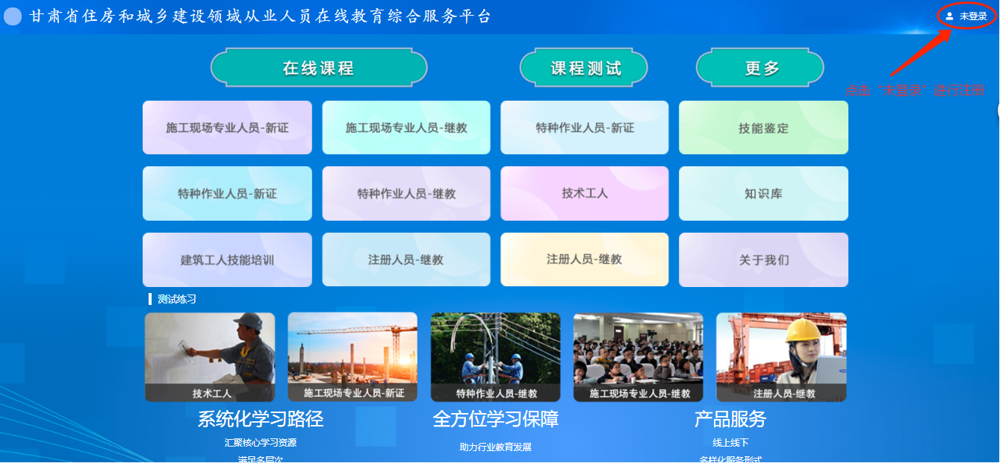 甘肃省住房和城乡建设领域从业人员在线教育综合服务平台
未登录
点击“未登录”进行注册
在线课程
课程测试
更多
施工现场专业人员-新证
施工现场专业人员-继教
特种作业人员-新证
技能鉴定
特种作业人员-新证
特种作业人员-继教
技术工人
知识库
建筑工人技能培训
注册人员-继教
注册人员-继教
关于我们
测试练习
技术工人
施工现场专业人员-新证
特种作业人员-继教
施工现场专业人员-继教
注册人员-继教
系统化学习路径
全方位学习保障
产品服务
汇聚核心学习资源
助力行业教育发展
线上线下
满足多层次
多样化服务形式